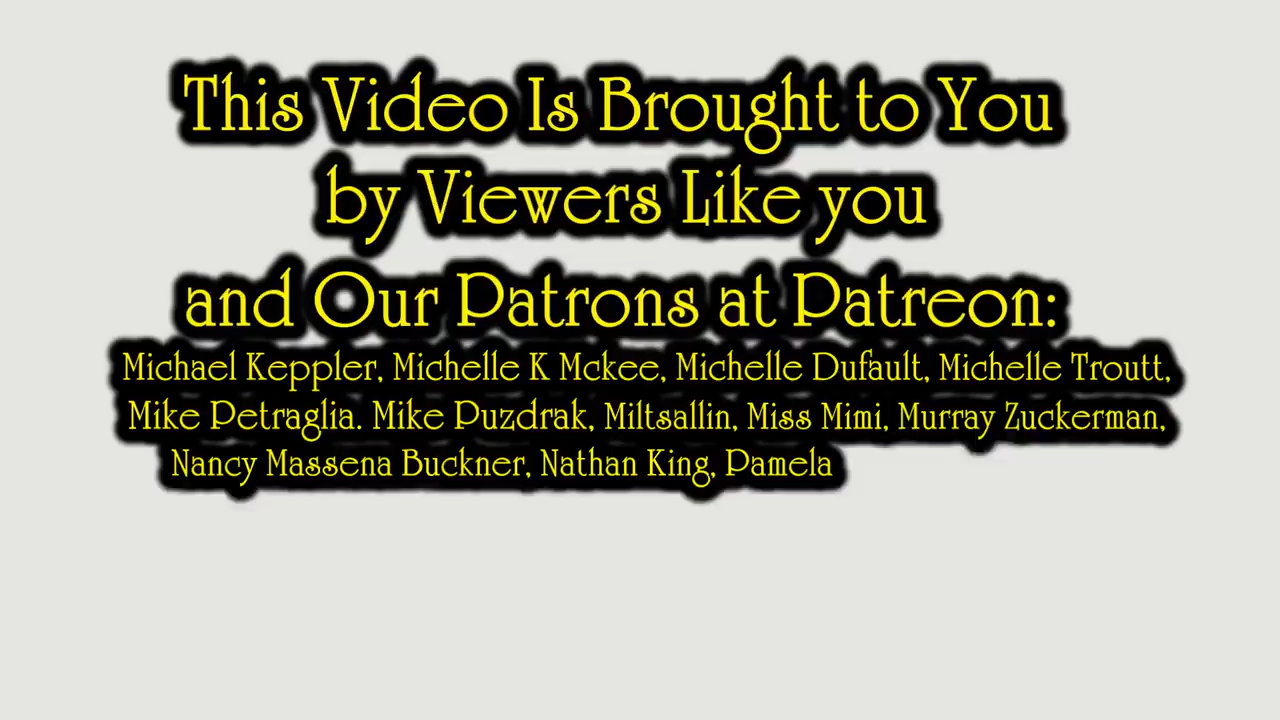 This Video Is Brought to You
by Viewers Like you
and Our Patrons at Patreon:
Michael Keppler, Michelle K Mckee, Michelle Dufault, Michelle Troutt,
Mike Petraglia. Mike Puzdrak, Miltsallin, Miss Mimi, Murray Zuckerman,
Nancy Massena Buckner, Nathan King, Pamela